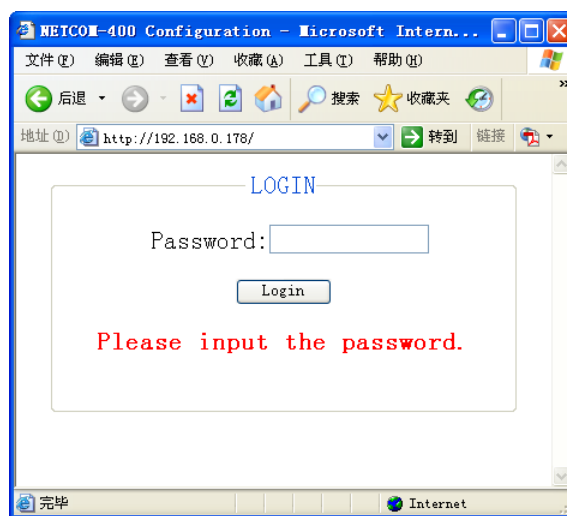 NETCOM-400 Configuration - Microsoft Intern...
文件(F) 编辑(E) 查看(V) 收藏(A) 工具(T) 帮助(H)
后退 搜索 收藏夹 »
地址(D) http://192.168.0.178/ 转到 链接
LOGIN
Password:
Login
Please input the password.
完毕 Internet